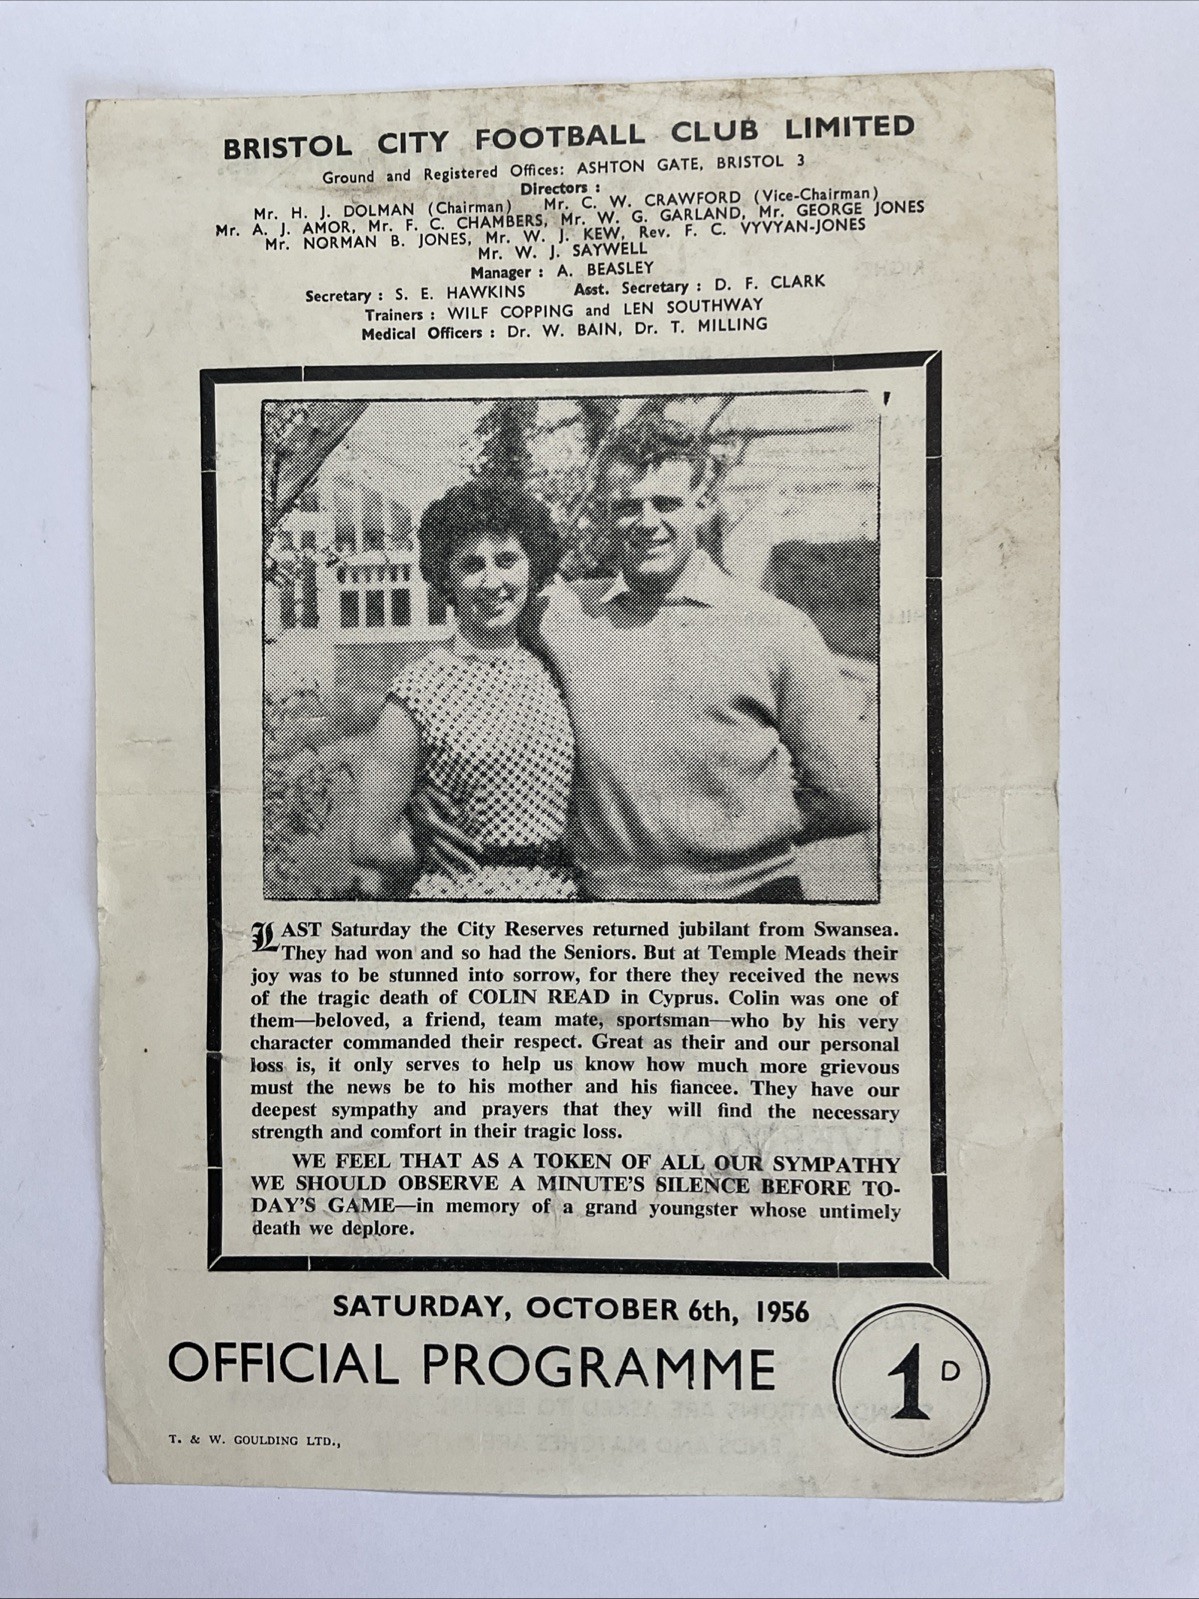 BRISTOL CITY FOOTBALL CLUB LIMITED
Ground and Registered Offices: ASHTON GATE, BRISTOL 3
Directors :
Mr. H. J. DOLMAN (Chairman) Mr. C. W. CRAWFORD (Vice-Chairman)
Mr. A. J. AMOR, Mr. F. C. CHAMBERS, Mr. W. G. GARLAND, Mr. GEORGE JONES
Mr. NORMAN B. JONES, Mr. W. J. KEW, Rev. F. C. VYVYAN-JONES
Mr. W. J. SAYWELL
Manager : A. BEASLEY
Secretary : S. E. HAWKINS Asst. Secretary : D. F. CLARK
Trainers : WILF COPPING and LEN SOUTHWAY
Medical Officers : Dr. W. BAIN, Dr. T. MILLING
LAST Saturday the City Reserves returned jubilant from Swansea.
They had won and so had the Seniors. But at Temple Meads their
joy was to be stunned into sorrow, for there they received the news
of the tragic death of COLIN READ in Cyprus. Colin was one of
them—beloved, a friend, team mate, sportsman—who by his very
character commanded their respect. Great as their and our personal
loss is, it only serves to help us know how much more grievous
must the news be to his mother and his fiancee. They have our
deepest sympathy and prayers that they will find the necessary
strength and comfort in their tragic loss.
WE FEEL THAT AS A TOKEN OF ALL OUR SYMPATHY
WE SHOULD OBSERVE A MINUTE'S SILENCE BEFORE TO-
DAY'S GAME—in memory of a grand youngster whose untimely
death we deplore.
SATURDAY, OCTOBER 6th, 1956
OFFICIAL PROGRAMME
1D
T. & W. GOULDING LTD.,